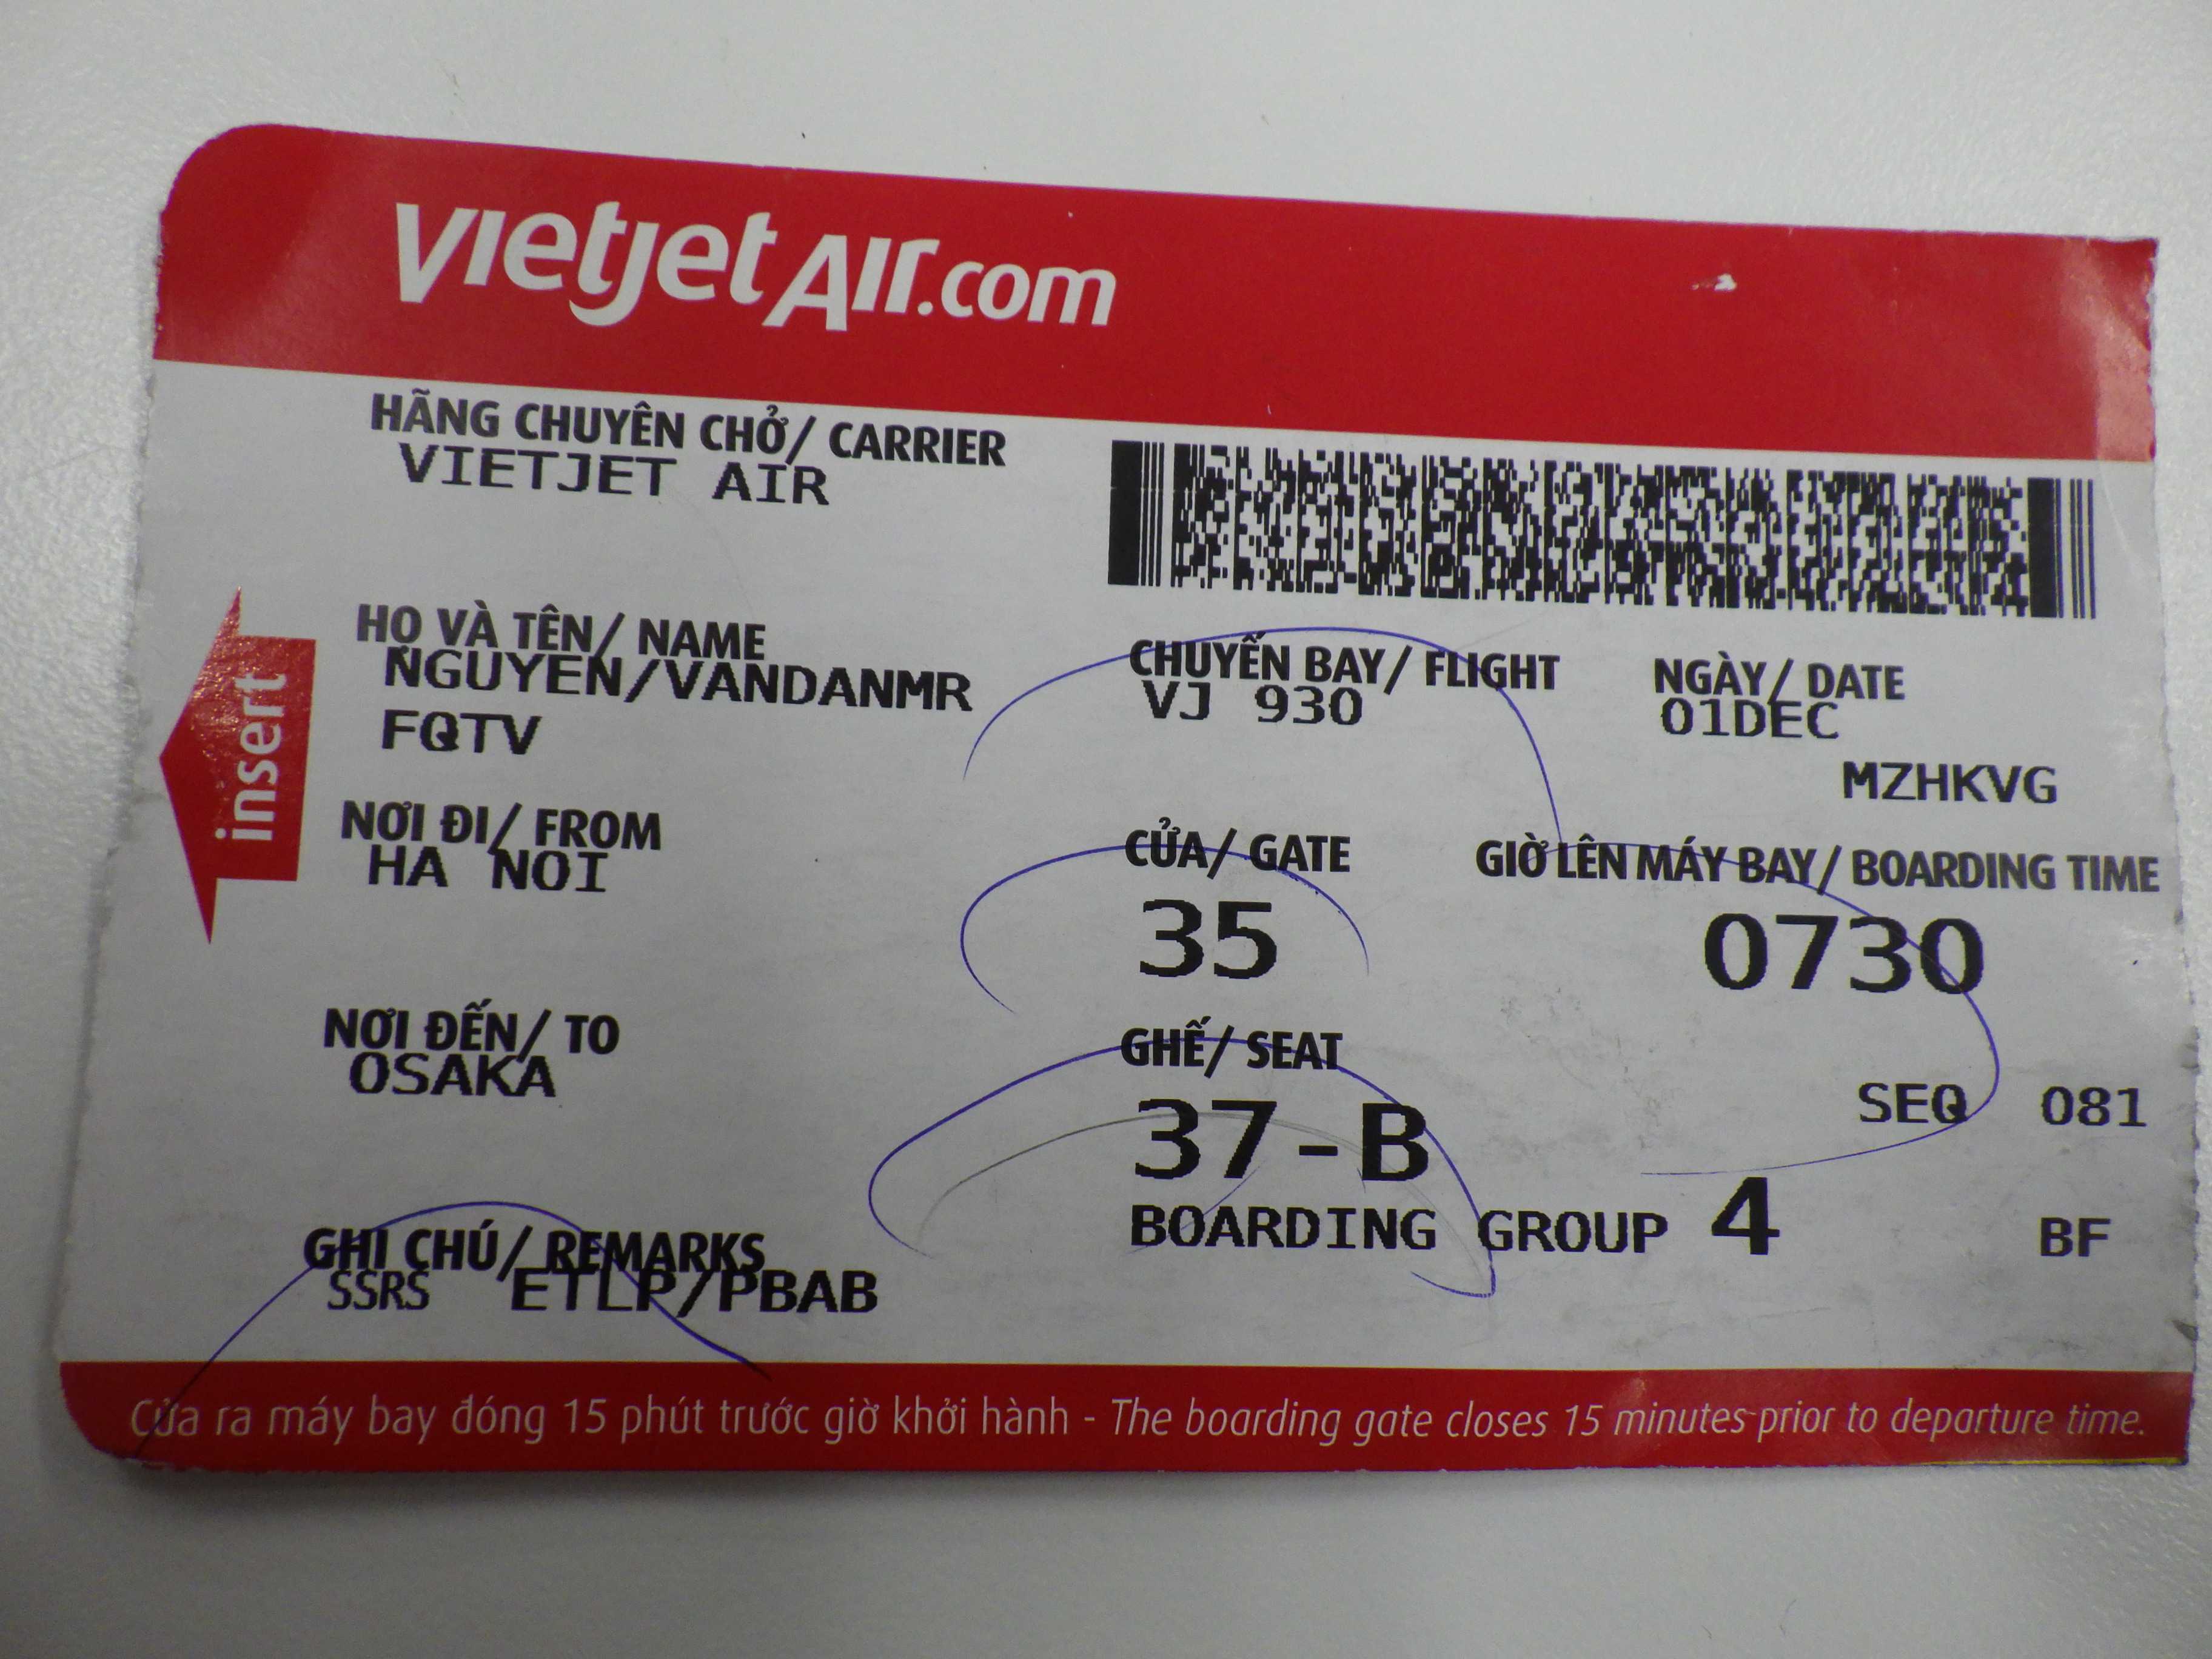 vietjetAir.com
HÃNG CHUYÊN CHỞ/ CARRIER
VIETJET AIR
HỌ VÀ TÊN/ NAME
NGUYEN/VANDANMR
FQTV
CHUYẾN BAY/ FLIGHT
VJ 930
NGÀY/ DATE
01DEC
MZHKVG
insert
NƠI ĐI/ FROM
HA NOI
CỬA/ GATE
35
GIỜ LÊN MÁY BAY/ BOARDING TIME
0730
NƠI ĐẾN/ TO
OSAKA
GHẾ/ SEAT
37-B
SEQ 081
BOARDING GROUP 4
BF
GHI CHÚ/ REMARKS
SSRS ETLP/PBAB
Cửa ra máy bay đóng 15 phút trước giờ khởi hành - The boarding gate closes 15 minutes prior to departure time.